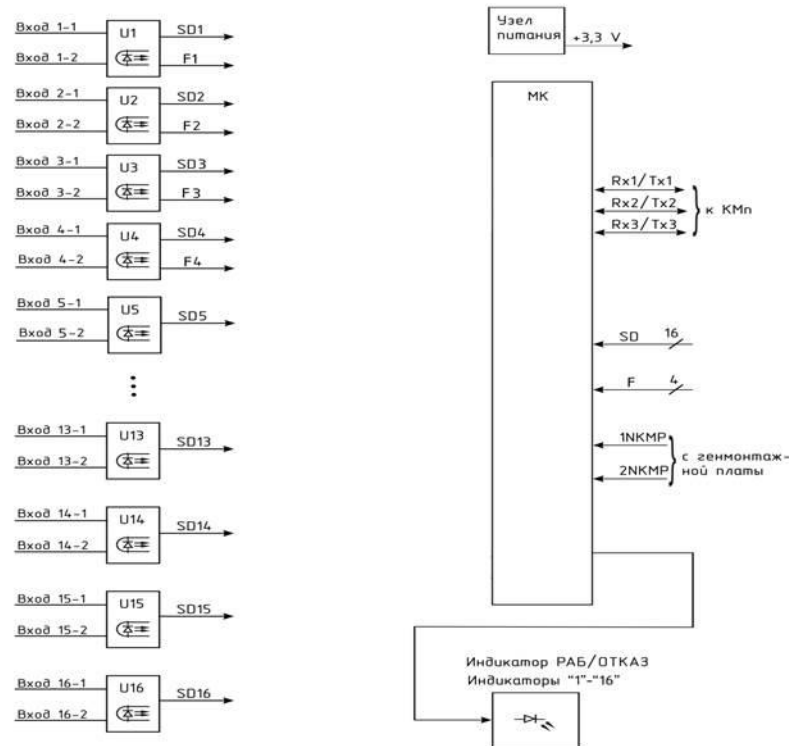 Вход 1-1
U1
SD1
Вход 1-2
F1
Вход 2-1
U2
SD2
Вход 2-2
F2
Вход 3-1
U3
SD3
Вход 3-2
F3
Вход 4-1
U4
SD4
Вход 4-2
F4
Вход 5-1
U5
SD5
Вход 5-2
...
Вход 13-1
U13
SD13
Вход 13-2
Вход 14-1
U14
SD14
Вход 14-2
Вход 15-1
U15
SD15
Вход 15-2
Вход 16-1
U16
SD16
Вход 16-2
Узел
питания
+3,3 V
МК
Rx1/Tx1
Rx2/Tx2
Rx3/Tx3
к КМп
SD 16
F 4
1NKMP
2NKMP
с генмонтаж-
ной платы
Индикатор РАБ/ОТКАЗ
Индикаторы "1"-"16"